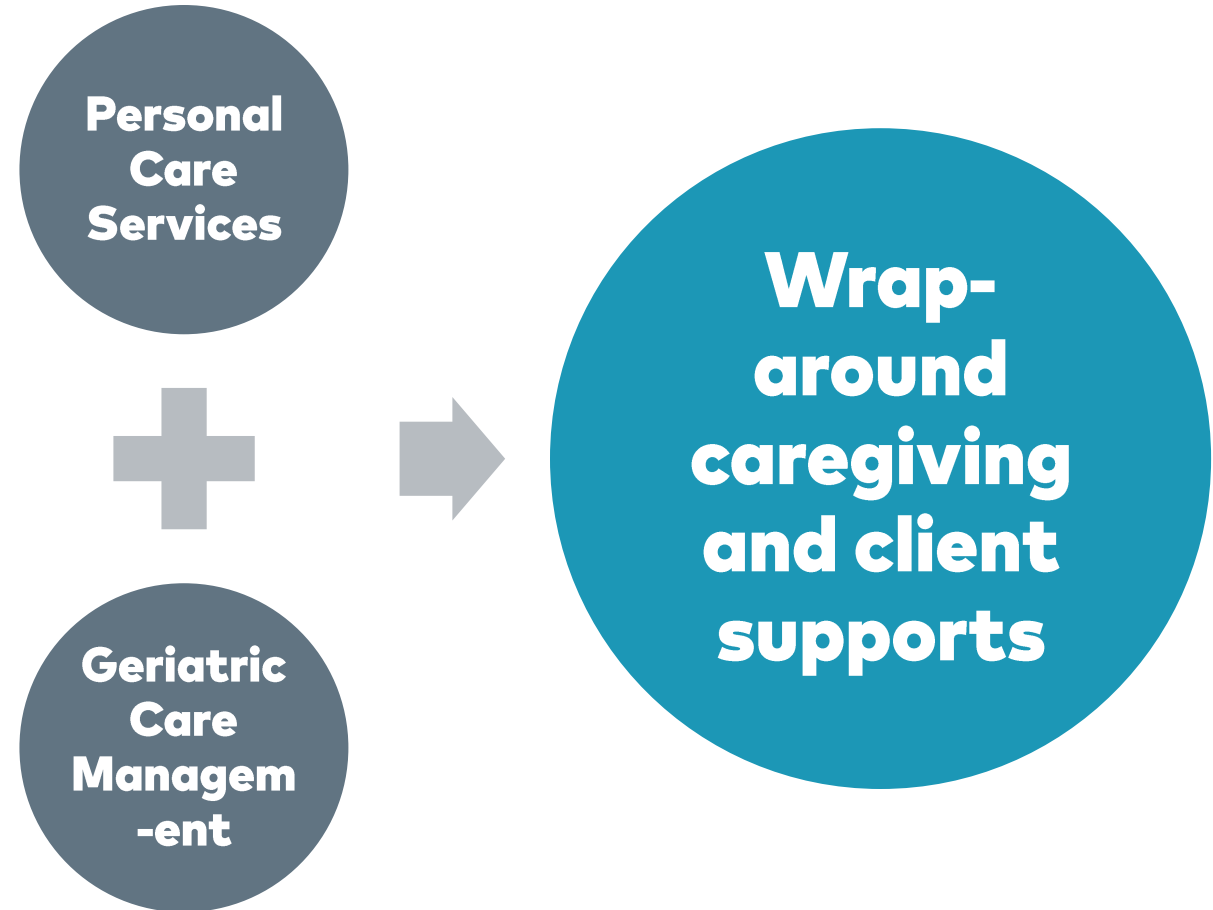 Personal
Care
Services
Geriatric
Care
Managem
-ent
Wrap-
around
caregiving
and client
supports